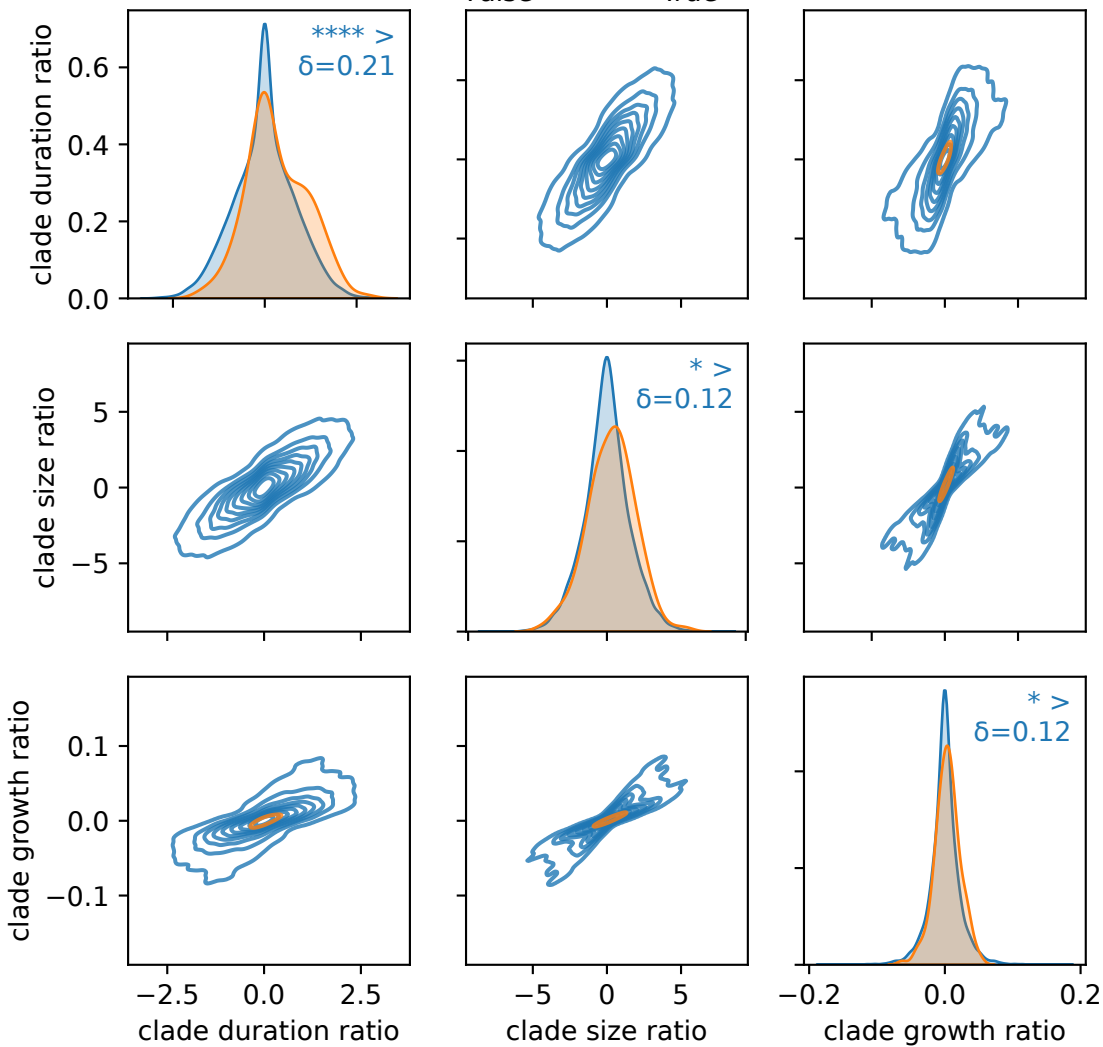 clade duration ratio
0.6
0.4
0.2
0.0
**** >
δ=0.21
clade size ratio
5
0
−5
* >
δ=0.12
clade growth ratio
0.1
0.0
−0.1
* >
δ=0.12
−2.5 0.0 2.5
−5 0 5
−0.2 0.0 0.2
clade duration ratio
clade size ratio
clade growth ratio